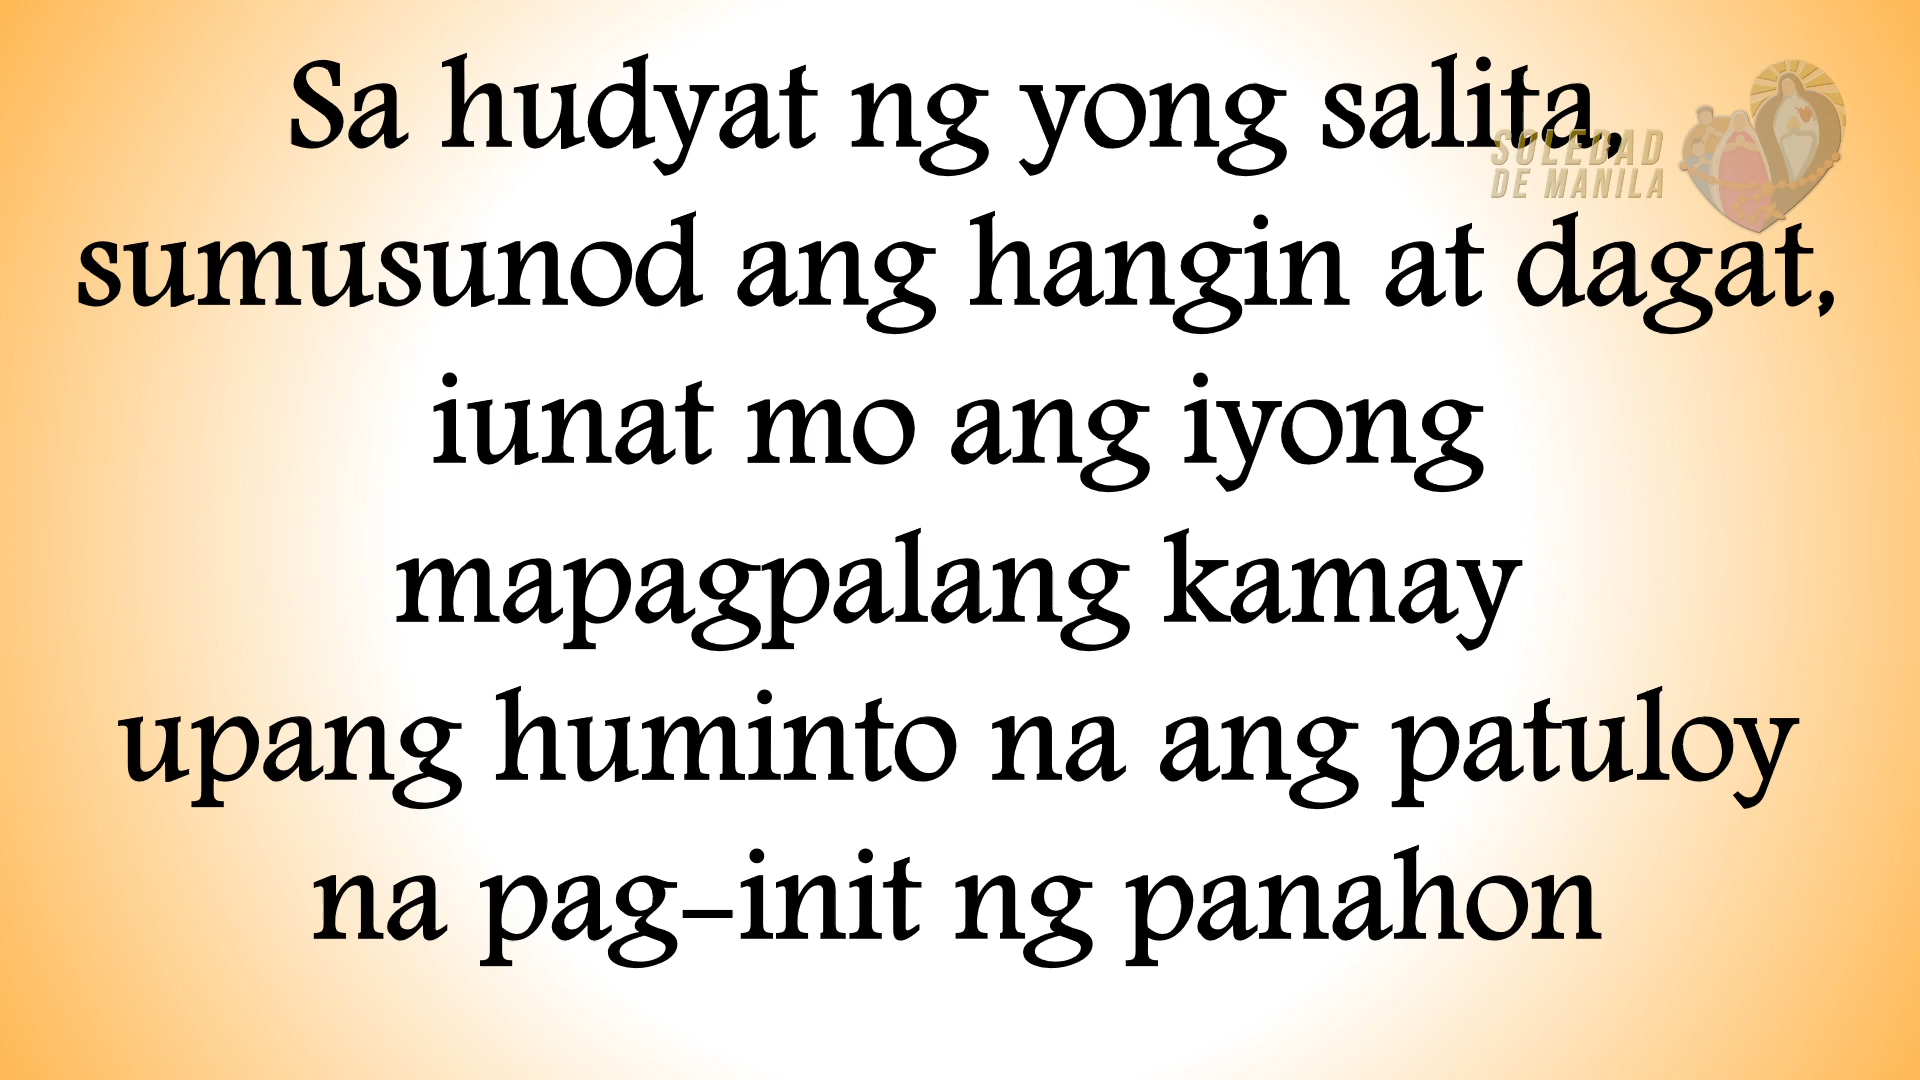 Sa hudyat ng yong salita,
SOLEDAD
DE MANILA
sumusunod ang hangin at dagat,
iunat mo ang iyong
mapagpalang kamay
upang huminto na ang patuloy
na pag-init ng panahon